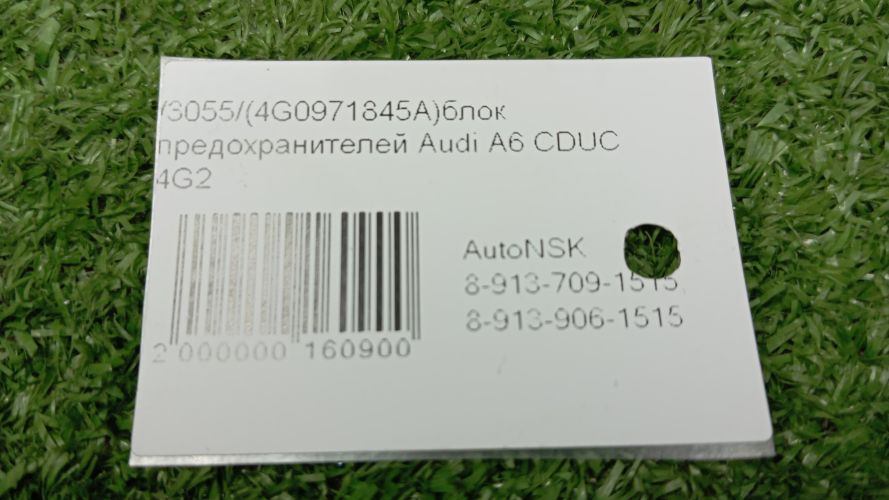 /3055/(4G0971845A)блок
предохранителей Audi A6 CDUC
4G2
AutoNSK
8-913-709-1515
8-913-906-1515
2 000000 160900